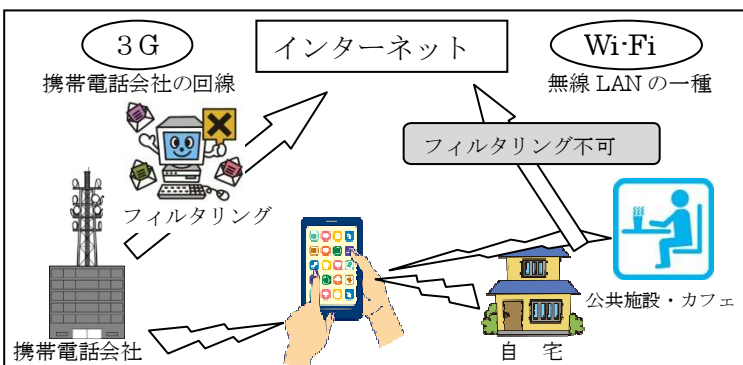 ３Ｇ
インターネット
Wi-Fi
携帯電話会社の回線
無線 LAN の一種
フィルタリング不可
フィルタリング
公共施設・カフェ
携帯電話会社
自　宅